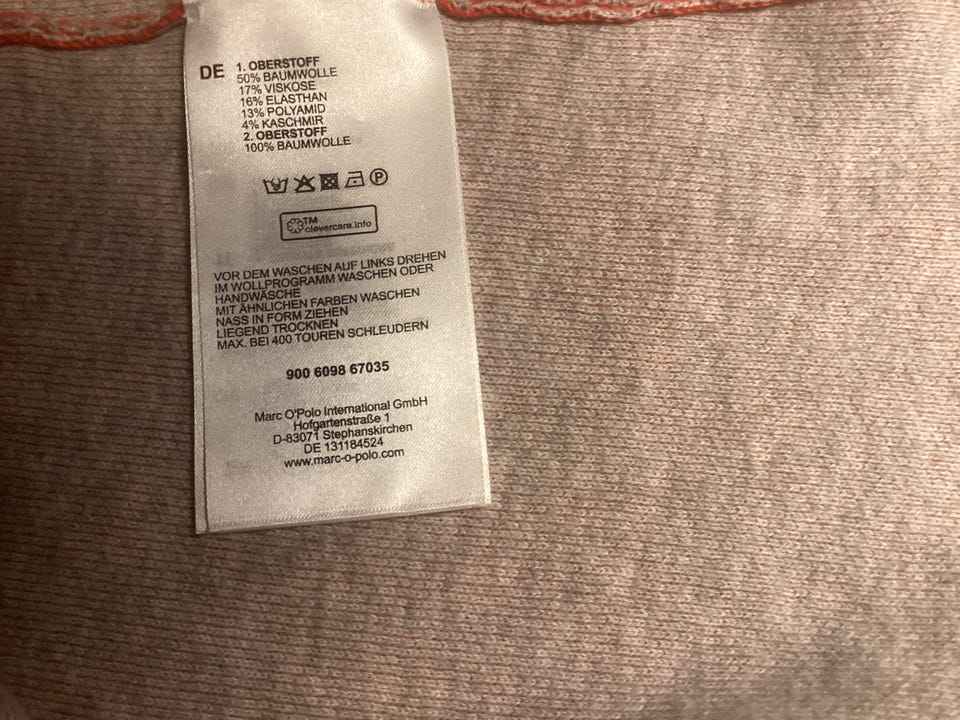 DE 1. OBERSTOFF
50% BAUMWOLLE
17% VISKOSE
16% ELASTHAN
13% POLYAMID
4% KASCHMIR
2. OBERSTOFF
100% BAUMWOLLE
P
TM
clevercare.info
VOR DEM WASCHEN AUF LINKS DREHEN
IM WOLLPROGRAMM WASCHEN ODER
HANDWÄSCHE
MIT ÄHNLICHEN FARBEN WASCHEN
NASS IN FORM ZIEHEN
LIEGEND TROCKNEN
MAX. BEI 400 TOUREN SCHLEUDERN
900 6098 67035
Marc O'Polo International GmbH
Hofgartenstraße 1
D-83071 Stephanskirchen
DE 131184524
www.marc-o-polo.com